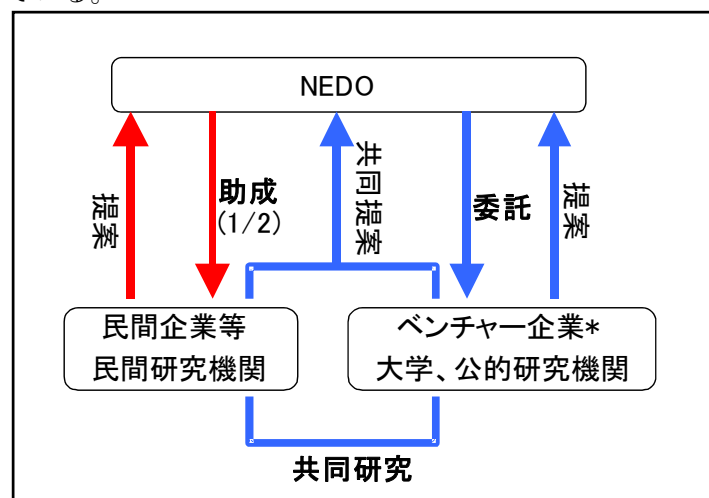 NEDO
提案
助成
(1/2)
共同提案
委託
提案
民間企業等
民間研究機関
ベンチャー企業*
大学、公的研究機関
共同研究